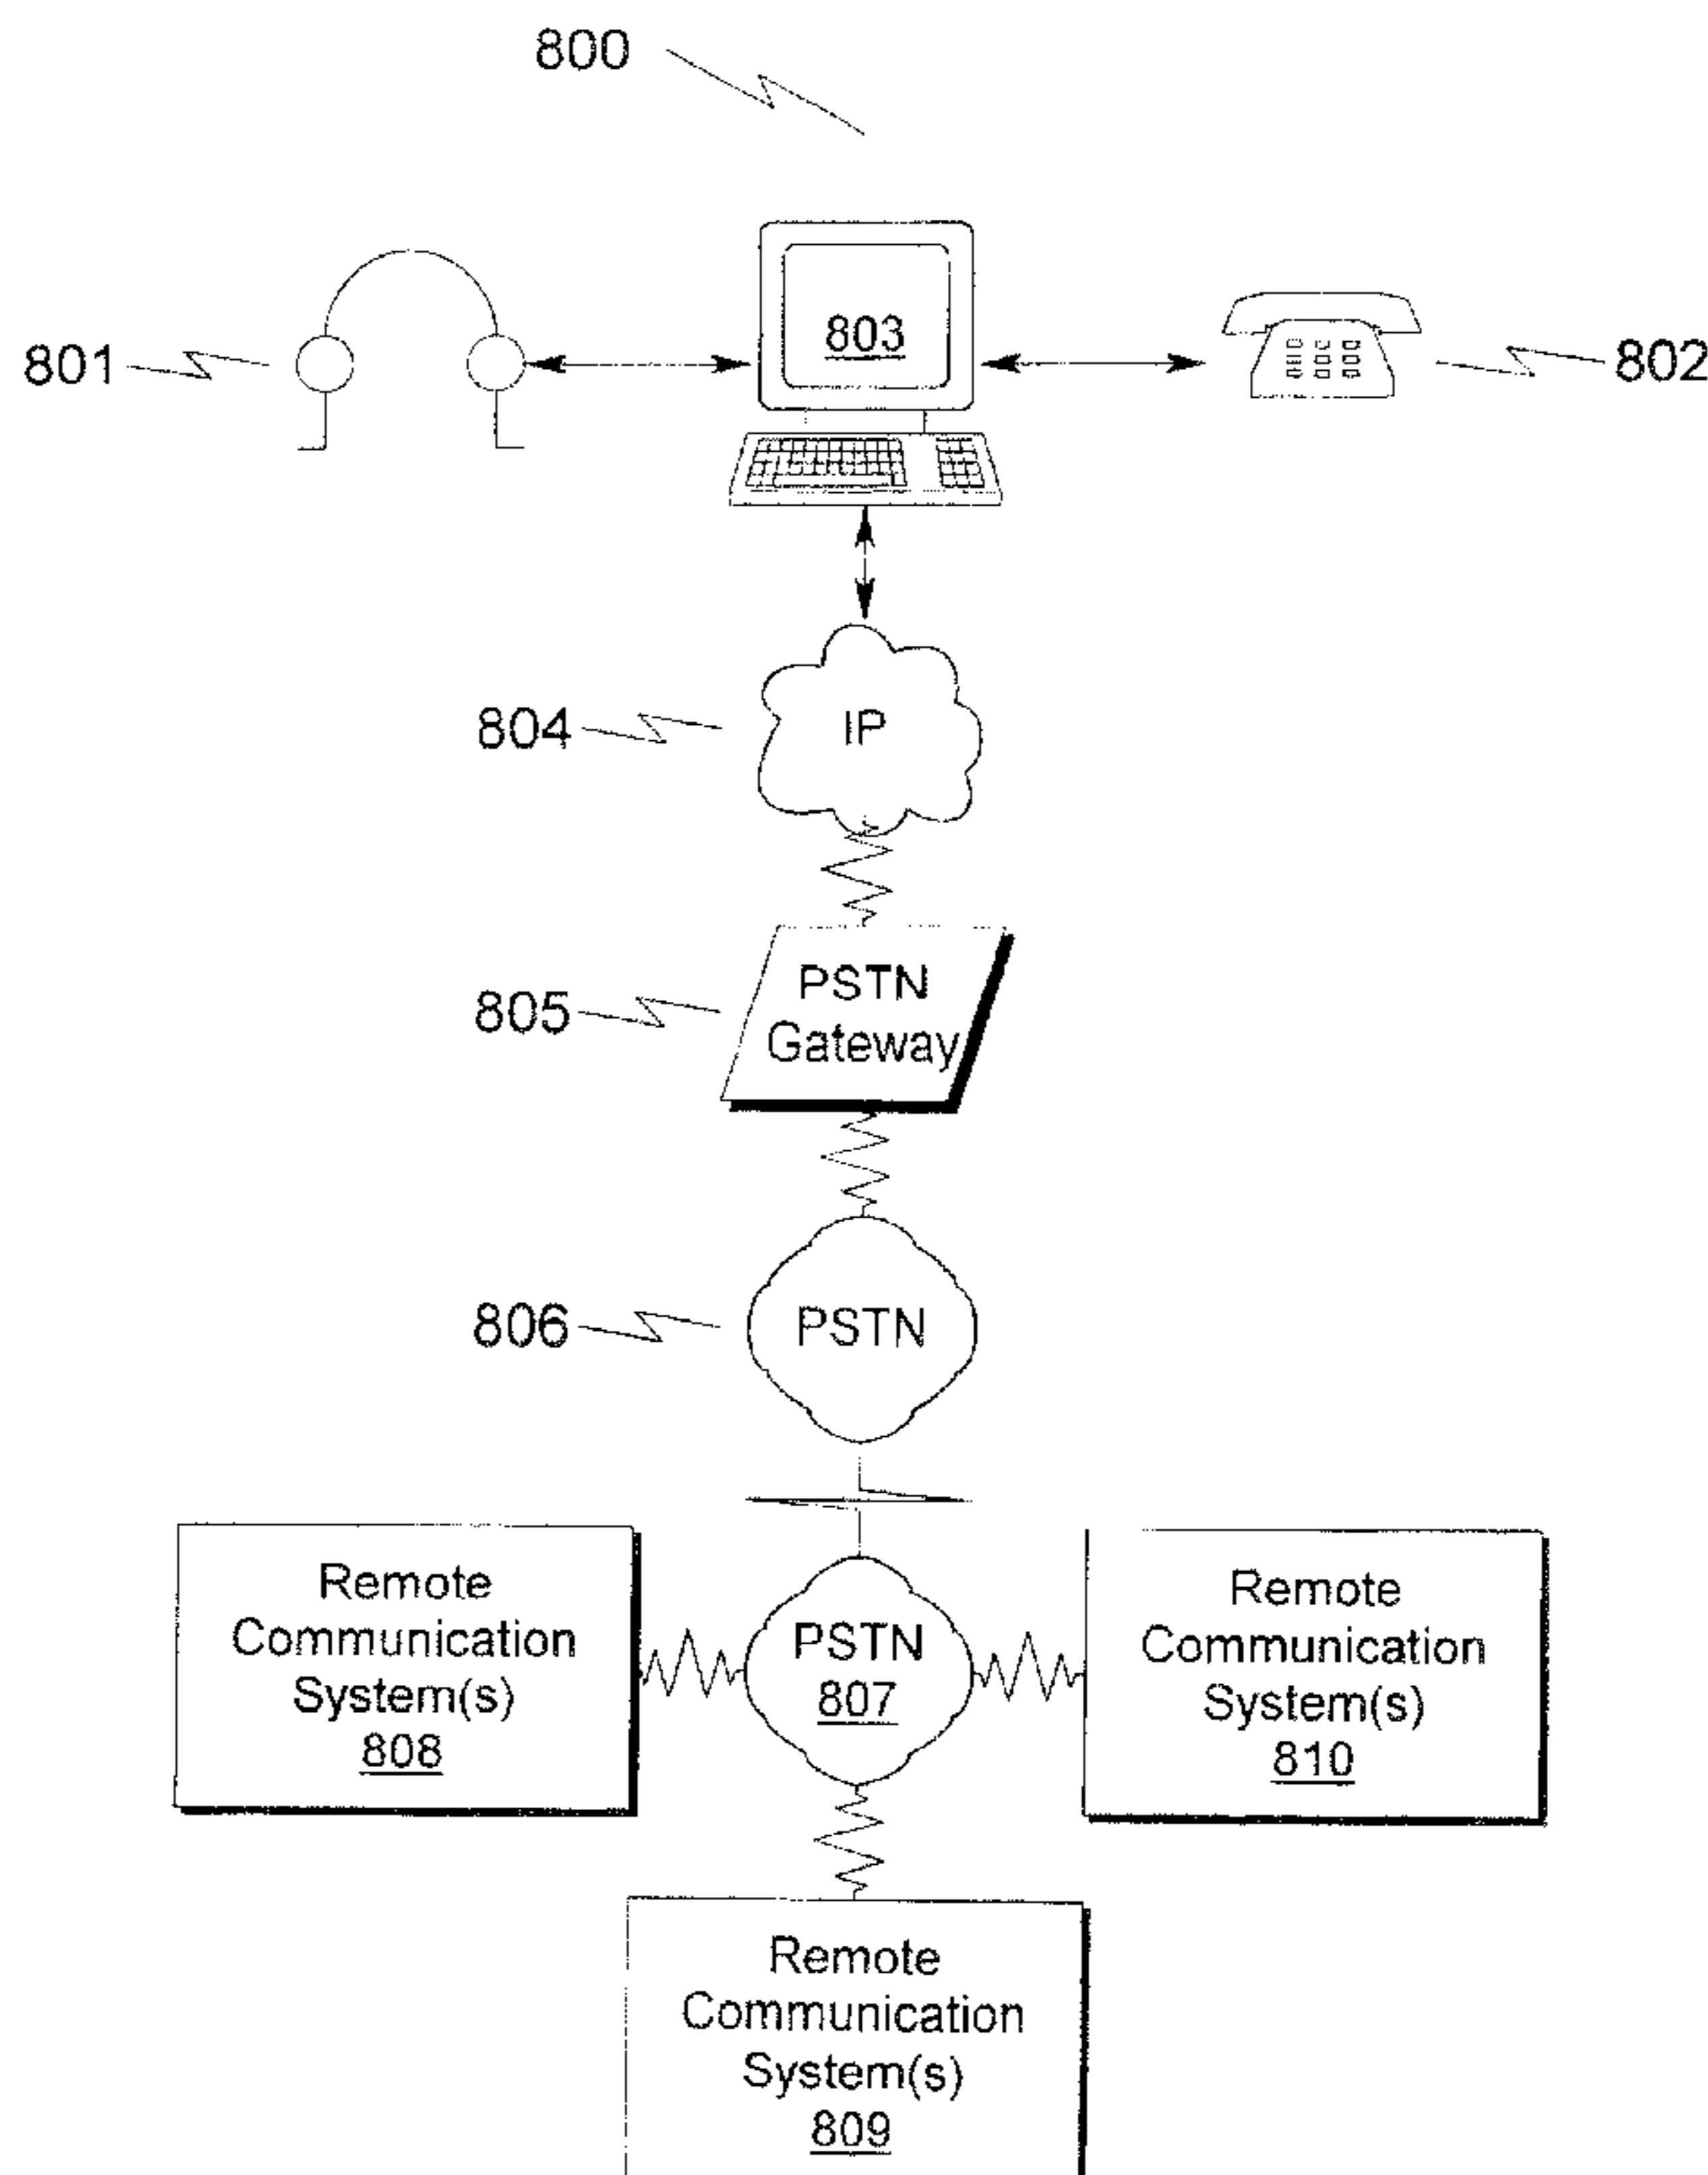 800
801
803
802
804
IP
805
PSTN
Gateway
806
PSTN
Remote
Communication
System(s)
808
PSTN
807
Remote
Communication
System(s)
810
Remote
Communication
System(s)
809